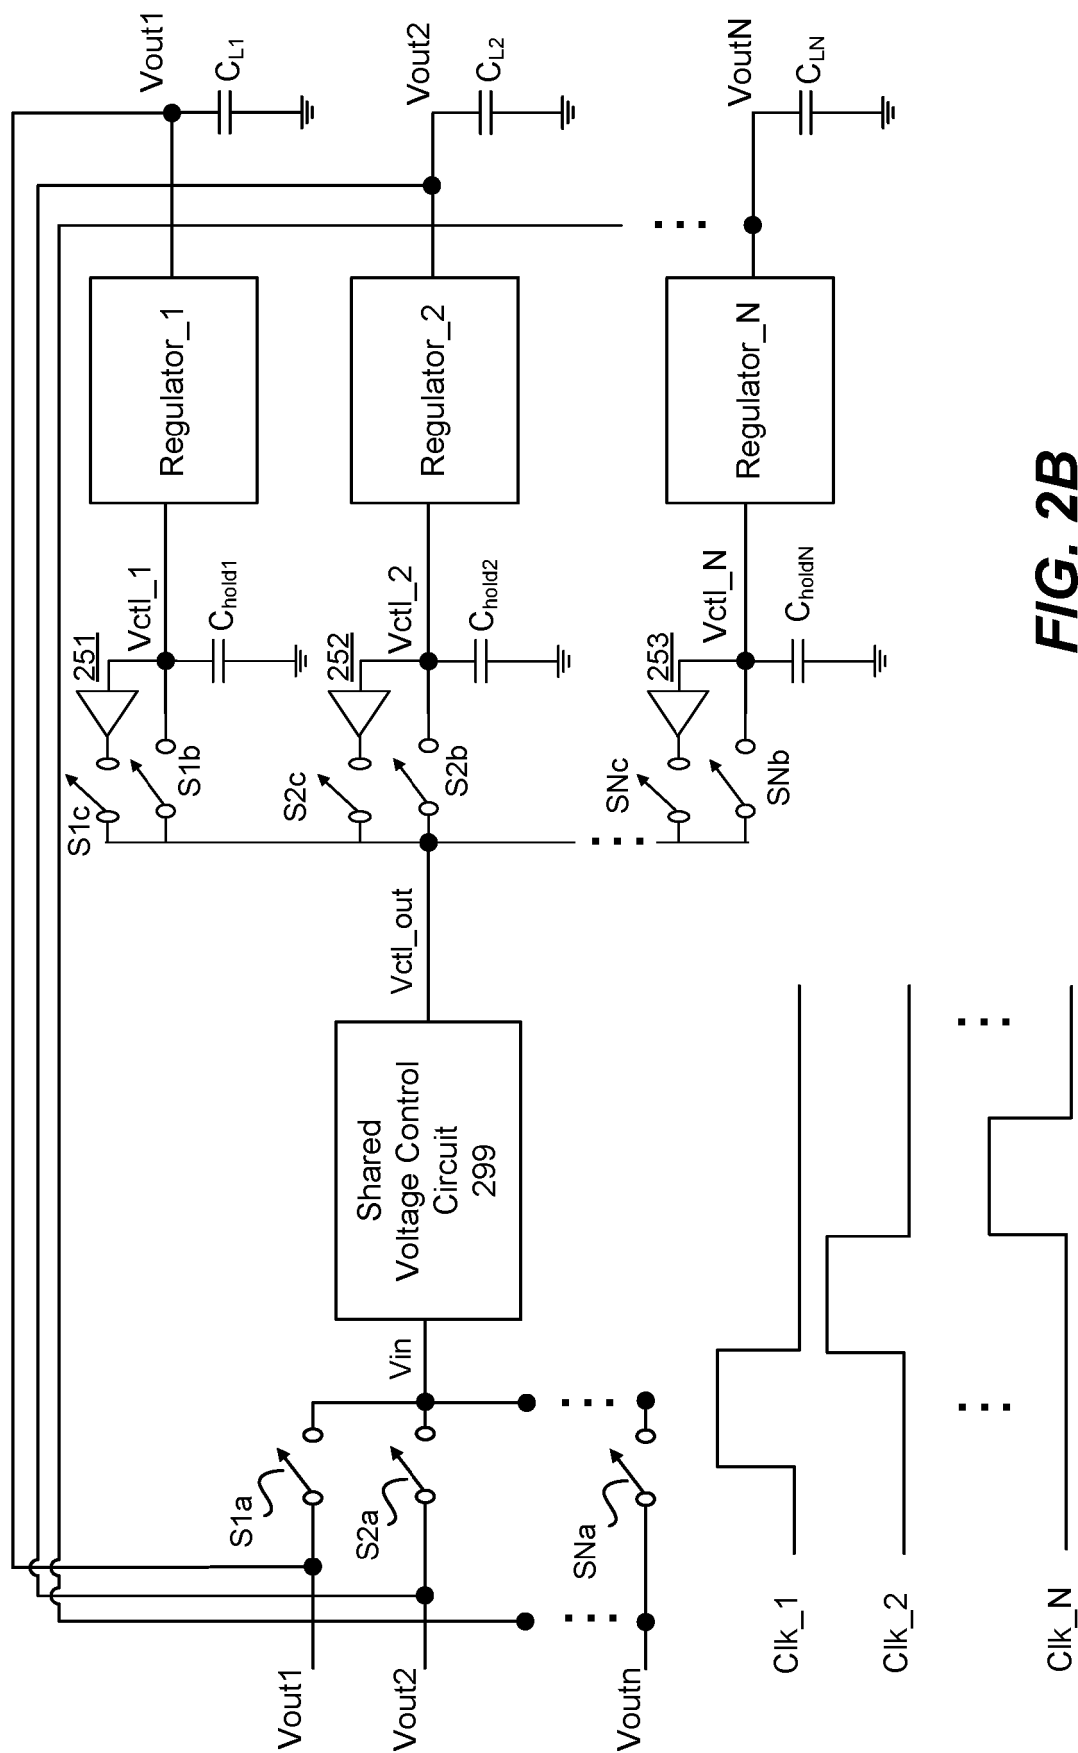 Vout1
Vout2
Voutn
S1a
S2a
SNa
Vin
Shared
Voltage Control
Circuit
299
Vctl_out
S1c
S1b
251
Vctl_1
Chold1
Regulator_1
Vout1
CL1
S2c
S2b
252
Vctl_2
Chold2
Regulator_2
Vout2
CL2
SNc
SNb
253
Vctl_N
CholdN
Regulator_N
VoutN
CLN
Clk_1
Clk_2
Clk_N
FIG. 2B